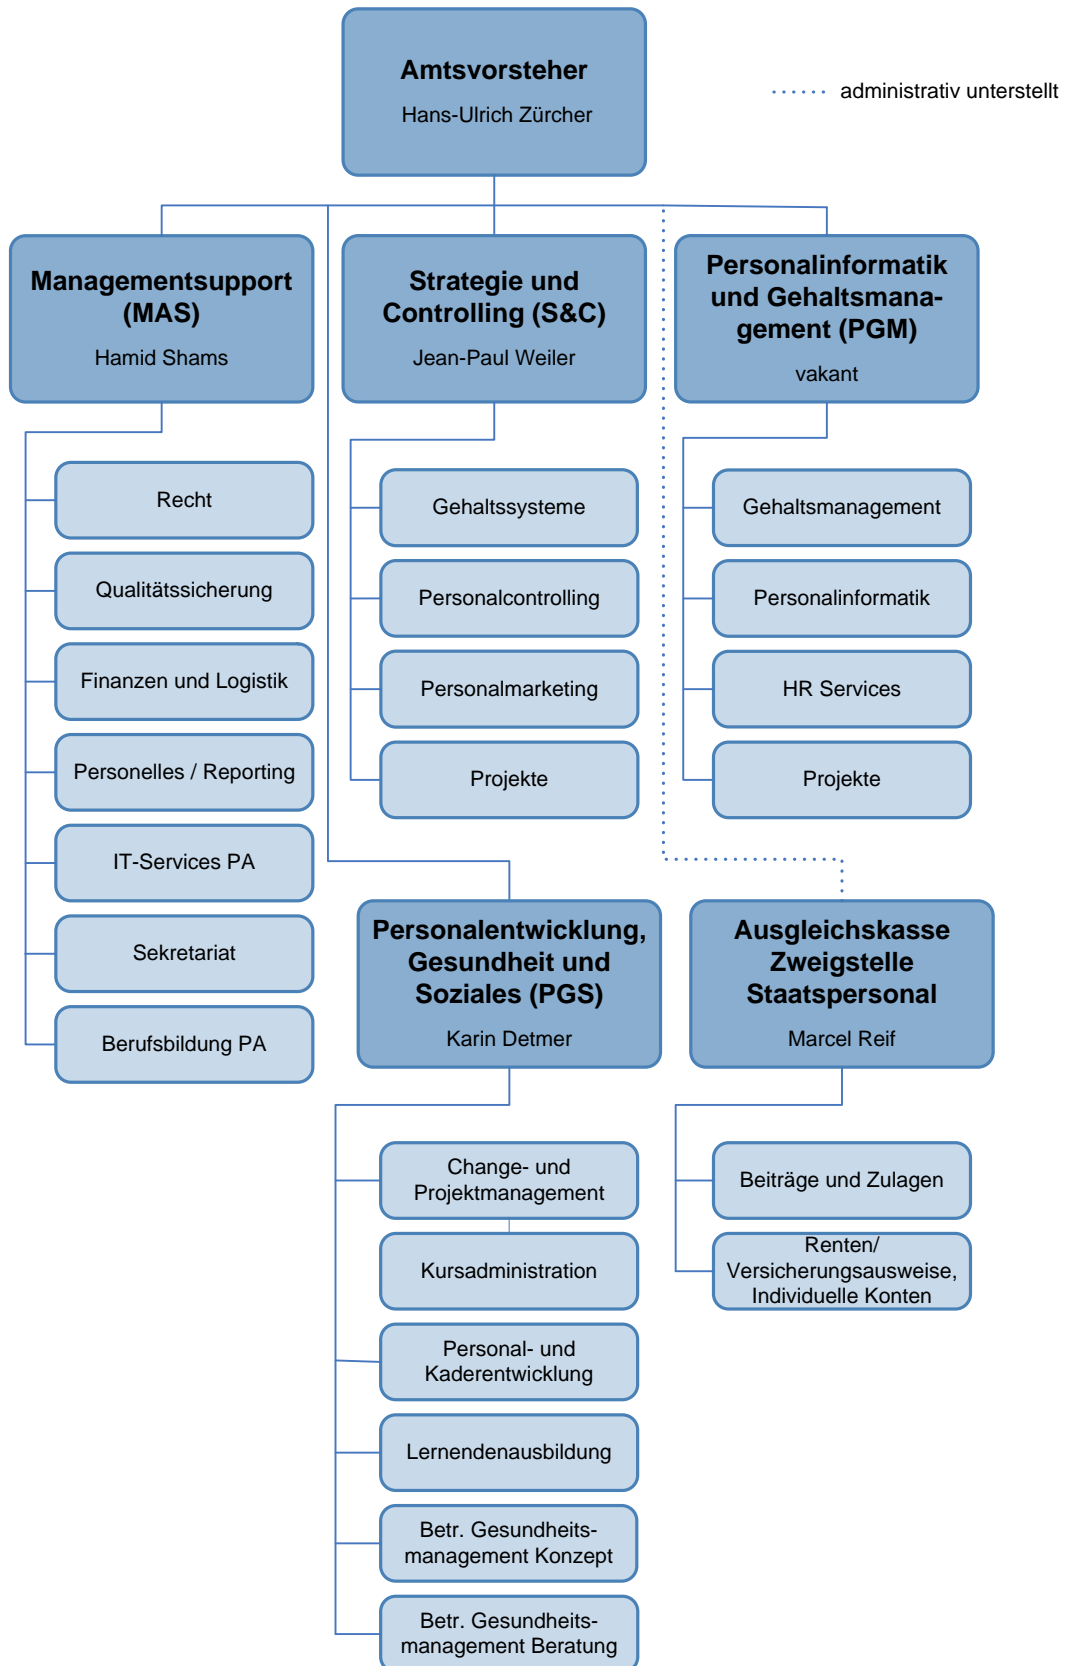 Amtsvorsteher
Hans-Ulrich Zürcher
administrativ unterstellt
Managementsupport
(MAS)
Hamid Shams
Strategie und
Controlling (S&C)
Jean-Paul Weiler
Personalinformatik
und Gehaltsmana-
gement (PGM)
vakant
Recht
Qualitätssicherung
Finanzen und Logistik
Personelles / Reporting
IT-Services PA
Sekretariat
Berufsbildung PA
Gehaltssysteme
Personalcontrolling
Personalmarketing
Projekte
Gehaltsmanagement
Personalinformatik
HR Services
Projekte
Personalentwicklung,
Gesundheit und
Soziales (PGS)
Karin Detmer
Ausgleichskasse
Zweigstelle
Staatspersonal
Marcel Reif
Change- und
Projektmanagement
Kursadministration
Personal- und
Kaderentwicklung
Lernendenausbildung
Betr. Gesundheits-
management Konzept
Betr. Gesundheits-
management Beratung
Beiträge und Zulagen
Renten/
Versicherungsausweise,
Individuelle Konten